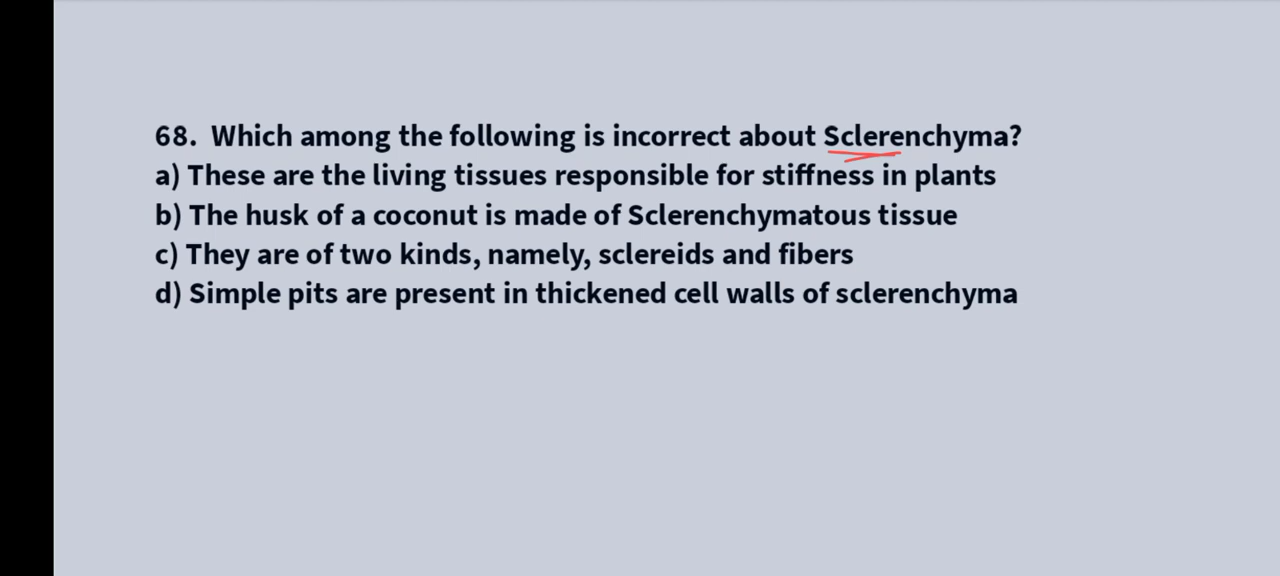 68. Which among the following is incorrect about Sclerenchyma?
a) These are the living tissues responsible for stiffness in plants
b) The husk of a coconut is made of Sclerenchymatous tissue
c) They are of two kinds, namely, sclereids and fibers
d) Simple pits are present in thickened cell walls of sclerenchyma